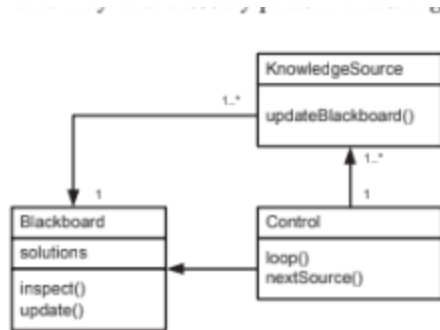 KnowledgeSource
updateBlackboard()
1..*
1..*
1
1
Blackboard
solutions
inspect()
update()
Control
loop()
nextSource()